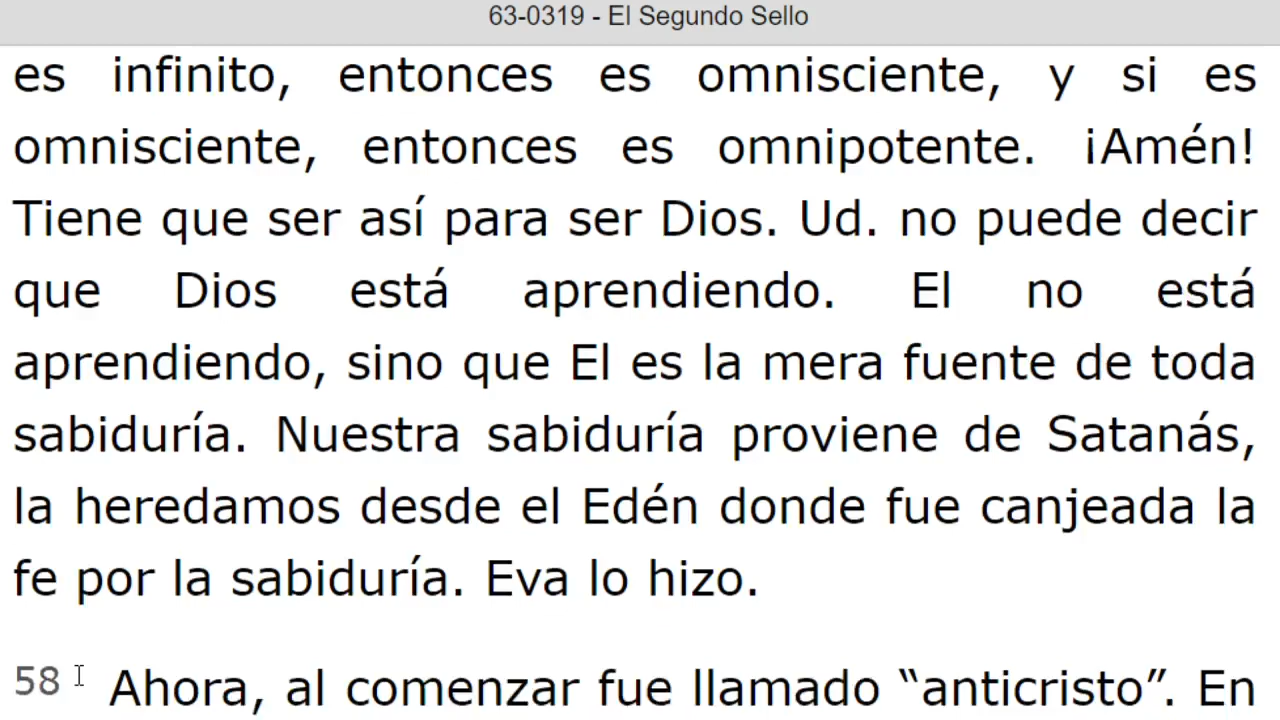 63-0319 - El Segundo Sello
es infinito, entonces es omnisciente, y si es
omnisciente, entonces es omnipotente. ¡Amén!
Tiene que ser así para ser Dios. Ud. no puede decir
que Dios está aprendiendo. El no está
aprendiendo, sino que El es la mera fuente de toda
sabiduría. Nuestra sabiduría proviene de Satanás,
la heredamos desde el Edén donde fue canjeada la
fe por la sabiduría. Eva lo hizo.
58 Ahora, al comenzar fue llamado “anticristo”. En